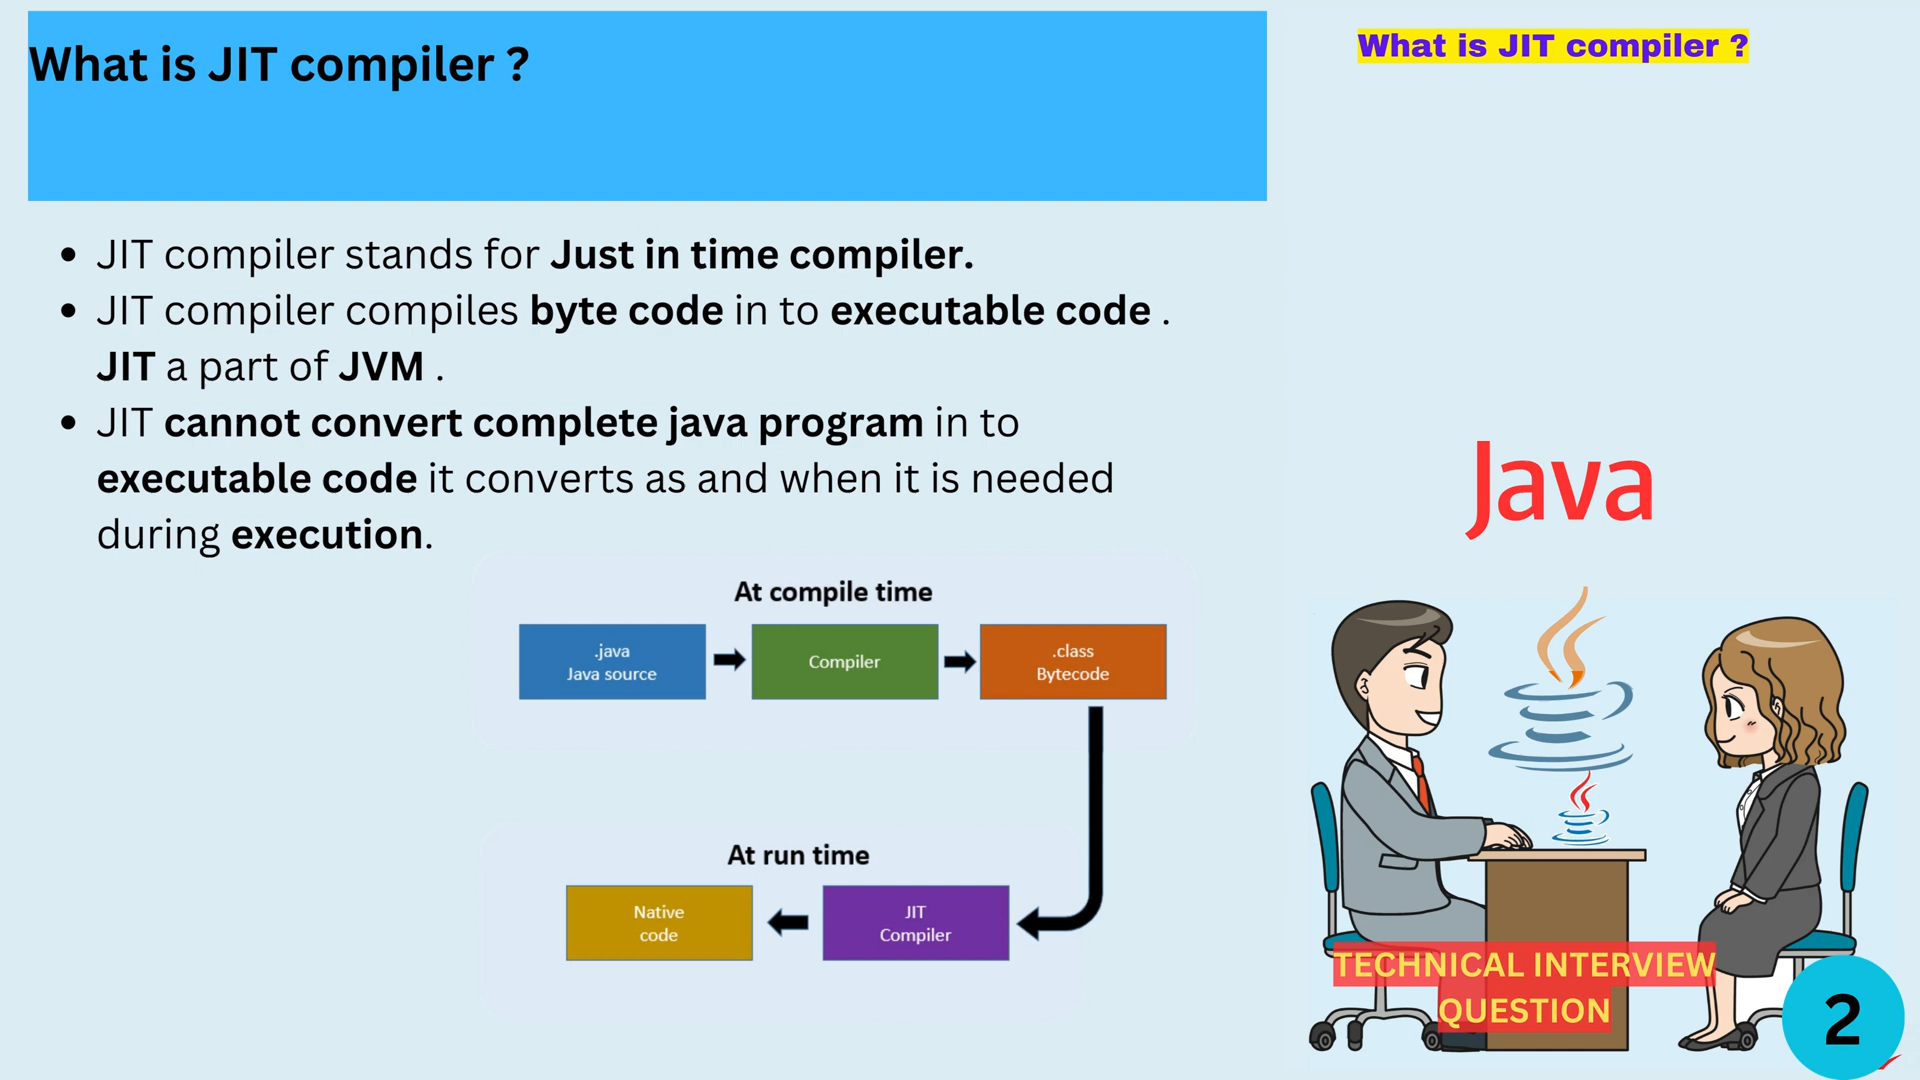 What is JIT compiler ?
What is JIT compiler ?
• JIT compiler stands for Just in time compiler.
• JIT compiler compiles byte code in to executable code .
JIT a part of JVM .
• JIT cannot convert complete java program in to
executable code it converts as and when it is needed
during execution.
At compile time
.java
Java source
Compiler
.class
Bytecode
At run time
Native
code
JIT
Compiler
Java
TECHNICAL INTERVIEW
QUESTION
2